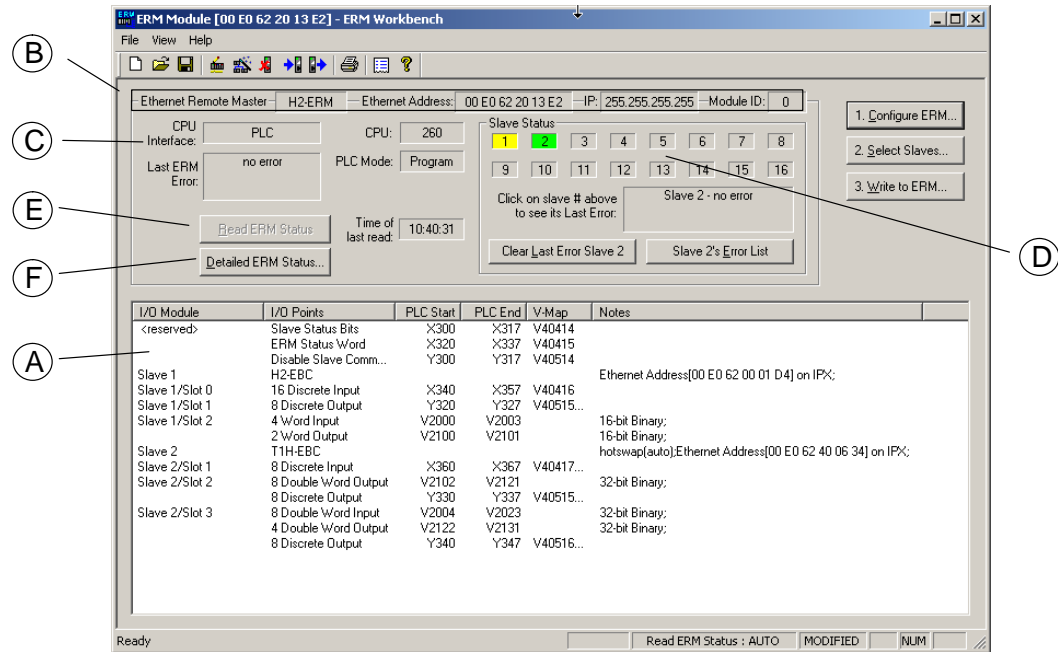 ERM Module [00 E0 62 20 13 E2] - ERM Workbench
File View Help
B
Ethernet Remote Master H2-ERM Ethernet Address: 00 E0 62 20 13 E2 IP: 255.255.255.255 Module ID: 0
1. Configure ERM...
2. Select Slaves...
3. Write to ERM...
C
CPU Interface: PLC
CPU: 260
Last ERM Error: no error
PLC Mode: Program
Slave Status
1 2 3 4 5 6 7 8
9 10 11 12 13 14 15 16
D
Click on slave # above to see its Last Error: Slave 2 - no error
E
Read ERM Status
Time of last read: 10:40:31
Clear Last Error Slave 2
Slave 2's Error List
F
Detailed ERM Status...
A
I/O Module I/O Points PLC Start PLC End V-Map Notes
<reserved> Slave Status Bits X300 X317 V40414
ERM Status Word X320 X337 V40415
Disable Slave Comm... Y300 Y317 V40514
Slave 1 H2-EBC Ethernet Address[00 E0 62 00 01 D4] on IPX;
Slave 1/Slot 0 16 Discrete Input X340 X357 V40416
Slave 1/Slot 1 8 Discrete Output Y320 Y327 V40515...
Slave 1/Slot 2 4 Word Input V2000 V2003 16-bit Binary;
2 Word Output V2100 V2101 16-bit Binary;
Slave 2 T1H-EBC hotswap(auto);Ethernet Address[00 E0 62 40 06 34] on IPX;
Slave 2/Slot 1 8 Discrete Input X360 X367 V40417...
Slave 2/Slot 2 8 Double Word Output V2102 V2121 32-bit Binary;
8 Discrete Output Y330 Y337 V40515...
Slave 2/Slot 3 8 Double Word Input V2004 V2023 32-bit Binary;
4 Double Word Output V2122 V2131 32-bit Binary;
8 Discrete Output Y340 Y347 V40516...
Ready Read ERM Status : AUTO MODIFIED NUM